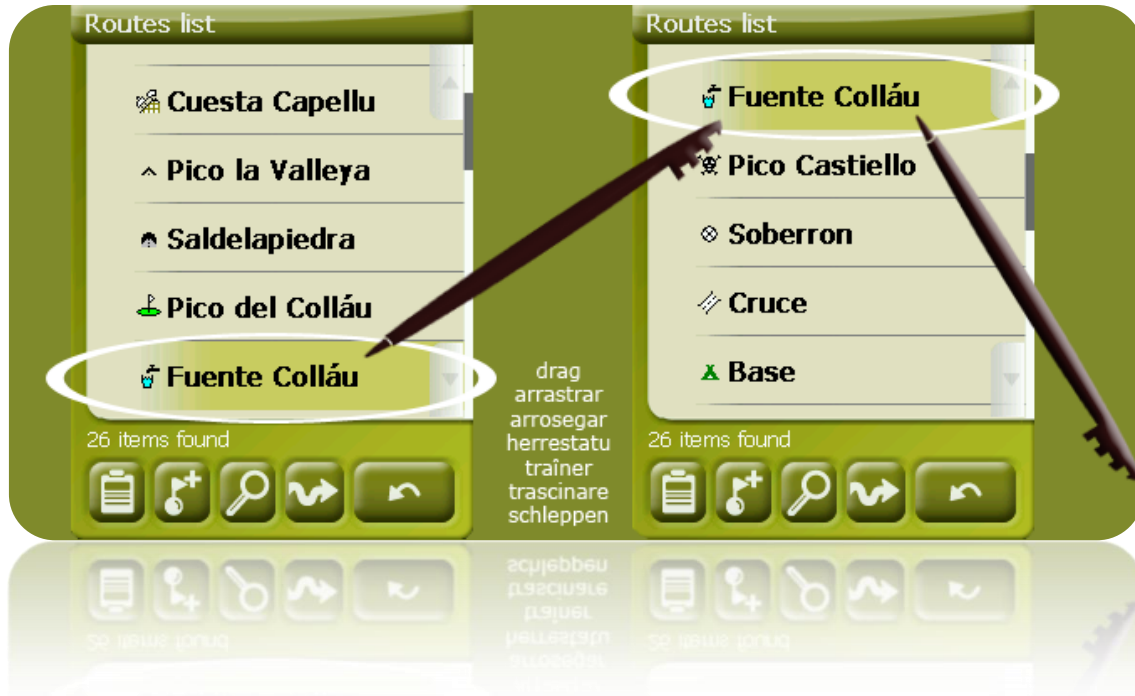 Routes list
Cuesta Capellu
Pico la Valleya
Saldelapiedra
Pico del Colláu
Fuente Colláu
26 items found
drag
arrastrar
arrosegar
herrestatu
traîner
trascinare
schleppen
Routes list
Fuente Colláu
Pico Castiello
Soberron
Cruce
Base
26 items found